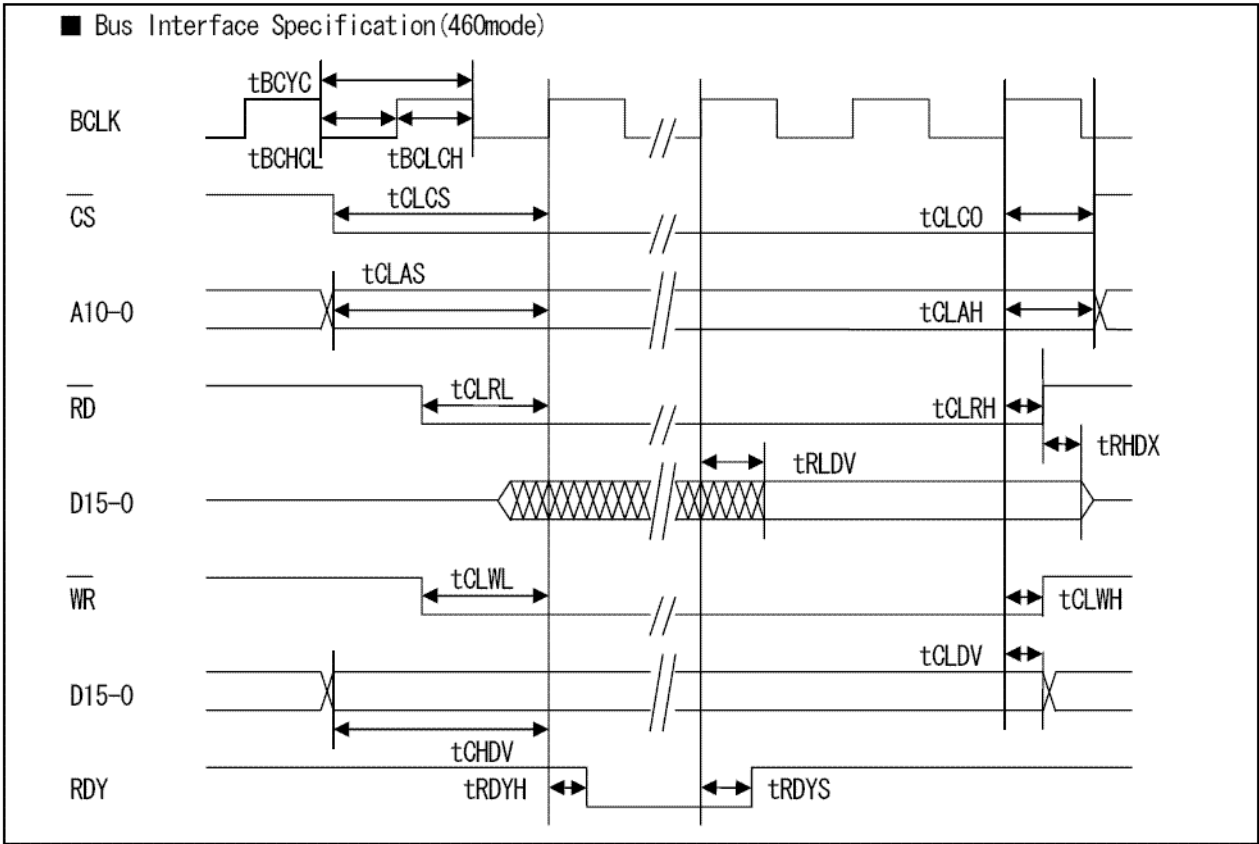 ■ Bus Interface Specification(460mode)
tBCYC
BCLK
tBCHCL tBCLCH
CS tCLCS tCLCO
tCLAS
A10-0 tCLAH
RD tCLRL tCLRH
tRHDX
tRLDV
D15-0
WR tCLWL tCLWH
tCLDV
D15-0
tCHDV
RDY tRDYH tRDYS